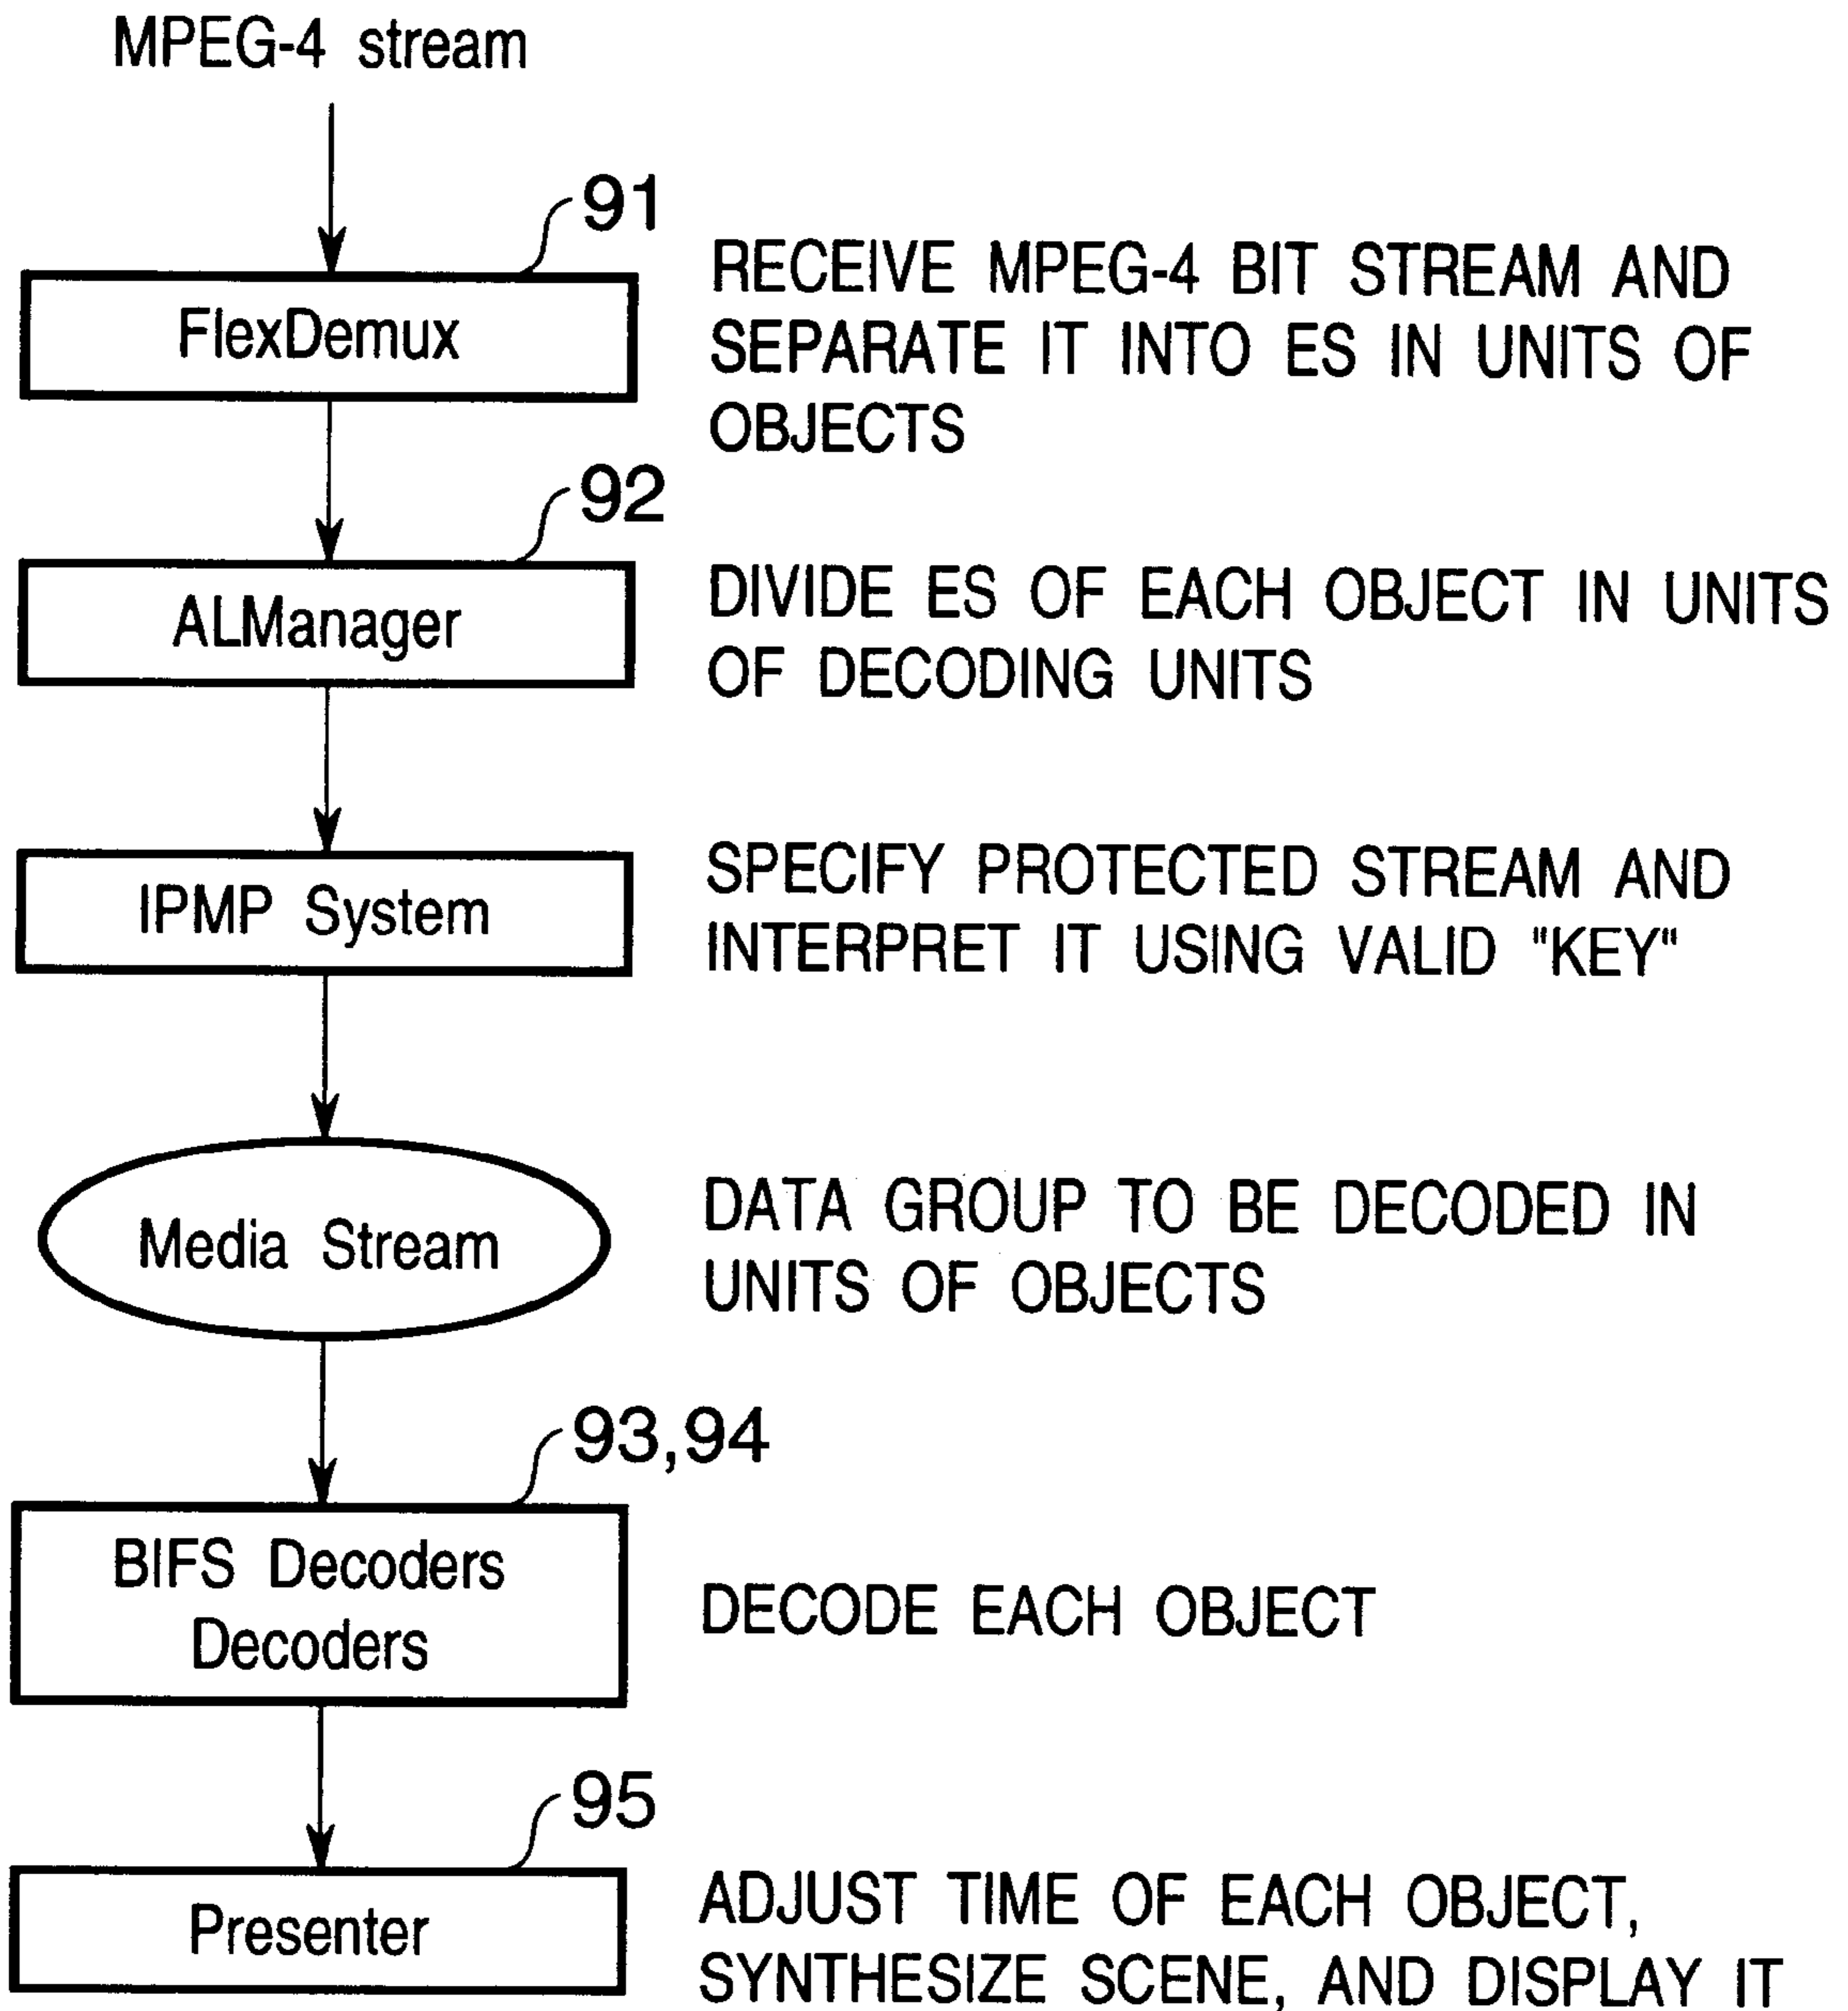 MPEG-4 stream
91
FlexDemux
RECEIVE MPEG-4 BIT STREAM AND
SEPARATE IT INTO ES IN UNITS OF
OBJECTS
92
ALManager
DIVIDE ES OF EACH OBJECT IN UNITS
OF DECODING UNITS
IPMP System
SPECIFY PROTECTED STREAM AND
INTERPRET IT USING VALID "KEY"
Media Stream
DATA GROUP TO BE DECODED IN
UNITS OF OBJECTS
93,94
BIFS Decoders
Decoders
DECODE EACH OBJECT
95
Presenter
ADJUST TIME OF EACH OBJECT,
SYNTHESIZE SCENE, AND DISPLAY IT